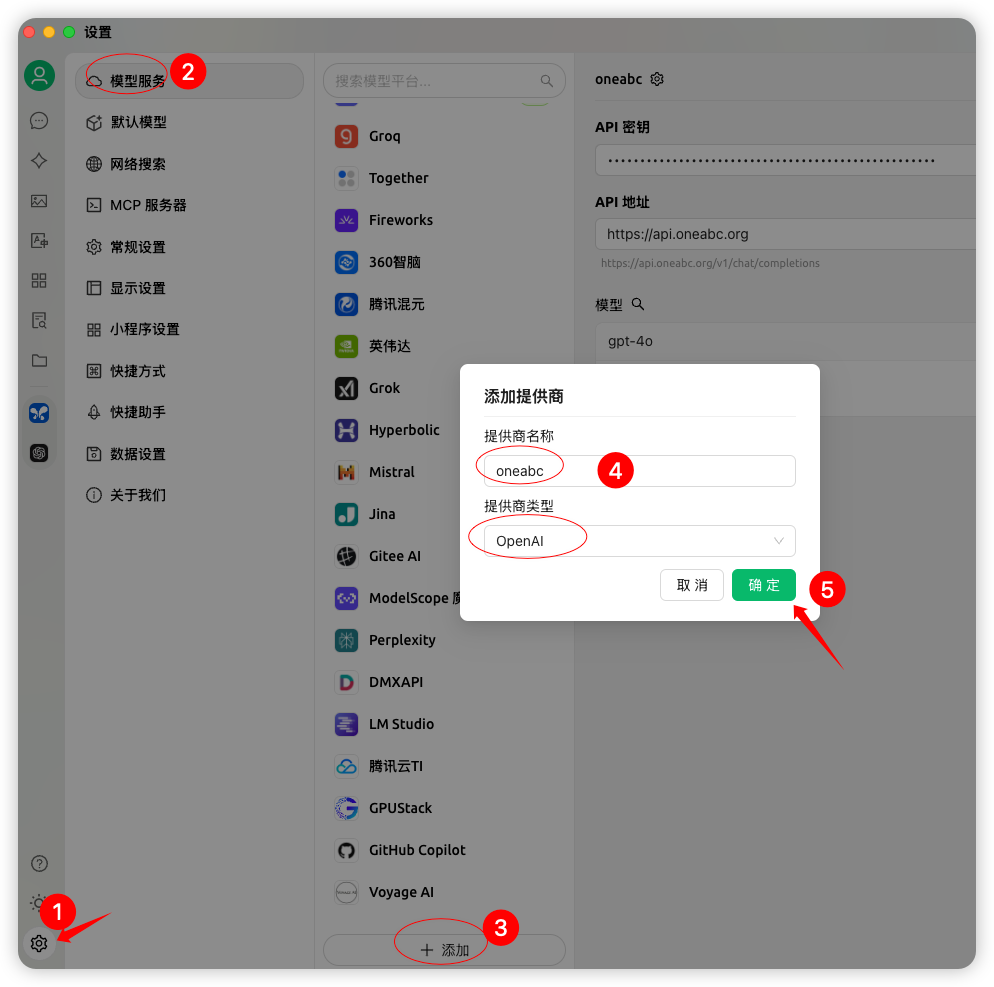 设置
模型服务
2
默认模型
网络搜索
MCP 服务器
常规设置
显示设置
小程序设置
快捷方式
快捷助手
数据设置
关于我们
1
搜索模型平台...
Groq
Together
Fireworks
360智脑
腾讯混元
英伟达
Grok
Hyperbolic
Mistral
Jina
Gitee AI
ModelScope
Perplexity
DMXAPI
LM Studio
腾讯云TI
GPUStack
GitHub Copilot
Voyage AI
添加
3
oneabc
API 密钥
API 地址
https://api.oneabc.org
https://api.oneabc.org/v1/chat/completions
模型
gpt-4o
添加提供商
提供商名称
oneabc
4
提供商类型
OpenAI
取 消
确 定
5